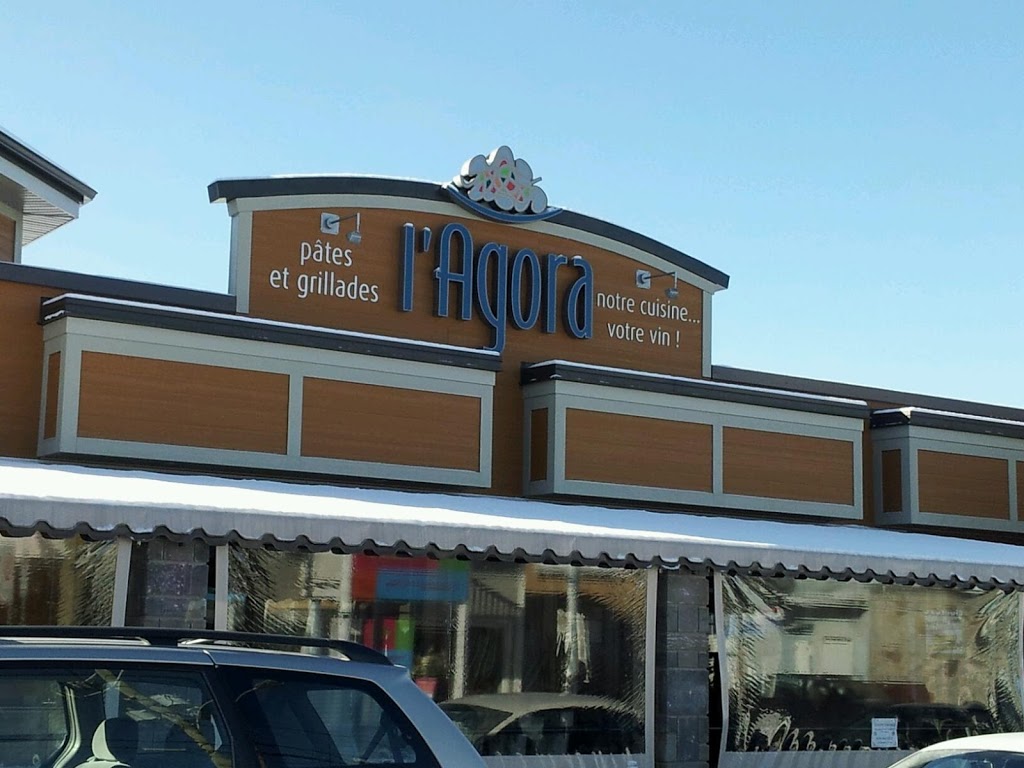 pâtes
et grillades
l'Agora
notre cuisine...
votre vin !